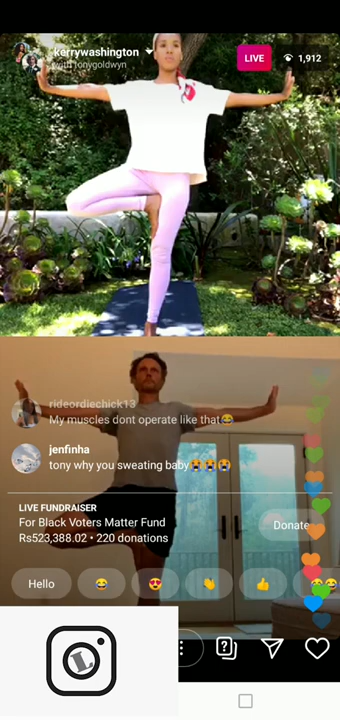 kerrywashington
with tonygoldwyn
LIVE
1,912
rideordiechick13
My muscles dont operate like that😂
jenfinha
tony why you sweating baby😭😭😭
LIVE FUNDRAISER
For Black Voters Matter Fund
Rs523,388.02 • 220 donations
Donate
Hello
L